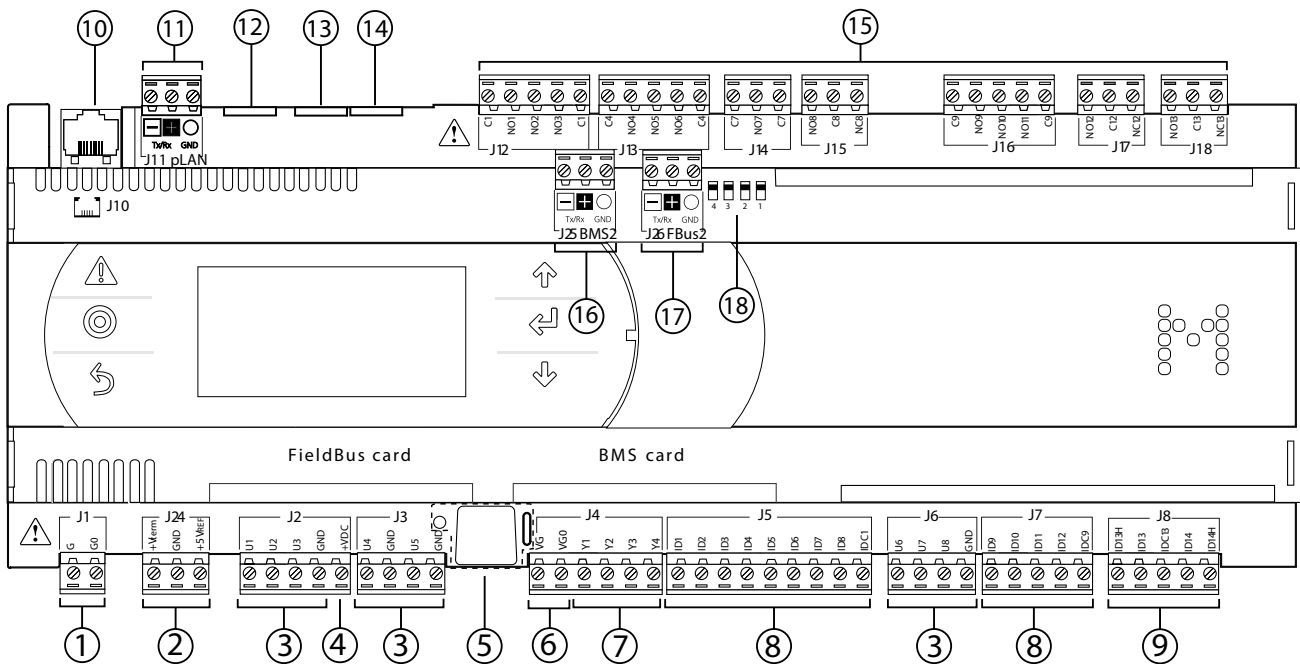 10 11 12 13 14 15
C1 NO1 NO2 NO3 C1 C4 NO4 NO5 NO6 C4 C7 NO7 C7 NO8 C8 NC8 C9 NO9 NO10 NO11 C9 NO12 C12 NC12 NO13 C13 NC13
J12 J13 J14 J15 J16 J17 J18
Tx/Rx GND
J11 pLAN
J10
4 3 2 1
Tx/Rx GND Tx/Rx GND
J25 BMS2 J26 FBus2
16 17 18
FieldBus card BMS card
J1 J24 J2 J3 J4 J5 J6 J7 J8
G G0 +Vterm GND +5VREF U1 U2 U3 GND +VDC U4 GND U5 GND VG VG0 Y1 Y2 Y3 Y4 ID1 ID2 ID3 ID4 ID5 ID6 ID7 ID8 IDC1 U6 U7 U8 GND ID9 ID10 ID11 ID12 IDC9 ID13H ID13 IDC13 ID14 ID14H
1 2 3 4 3 5 6 7 8 3 8 9